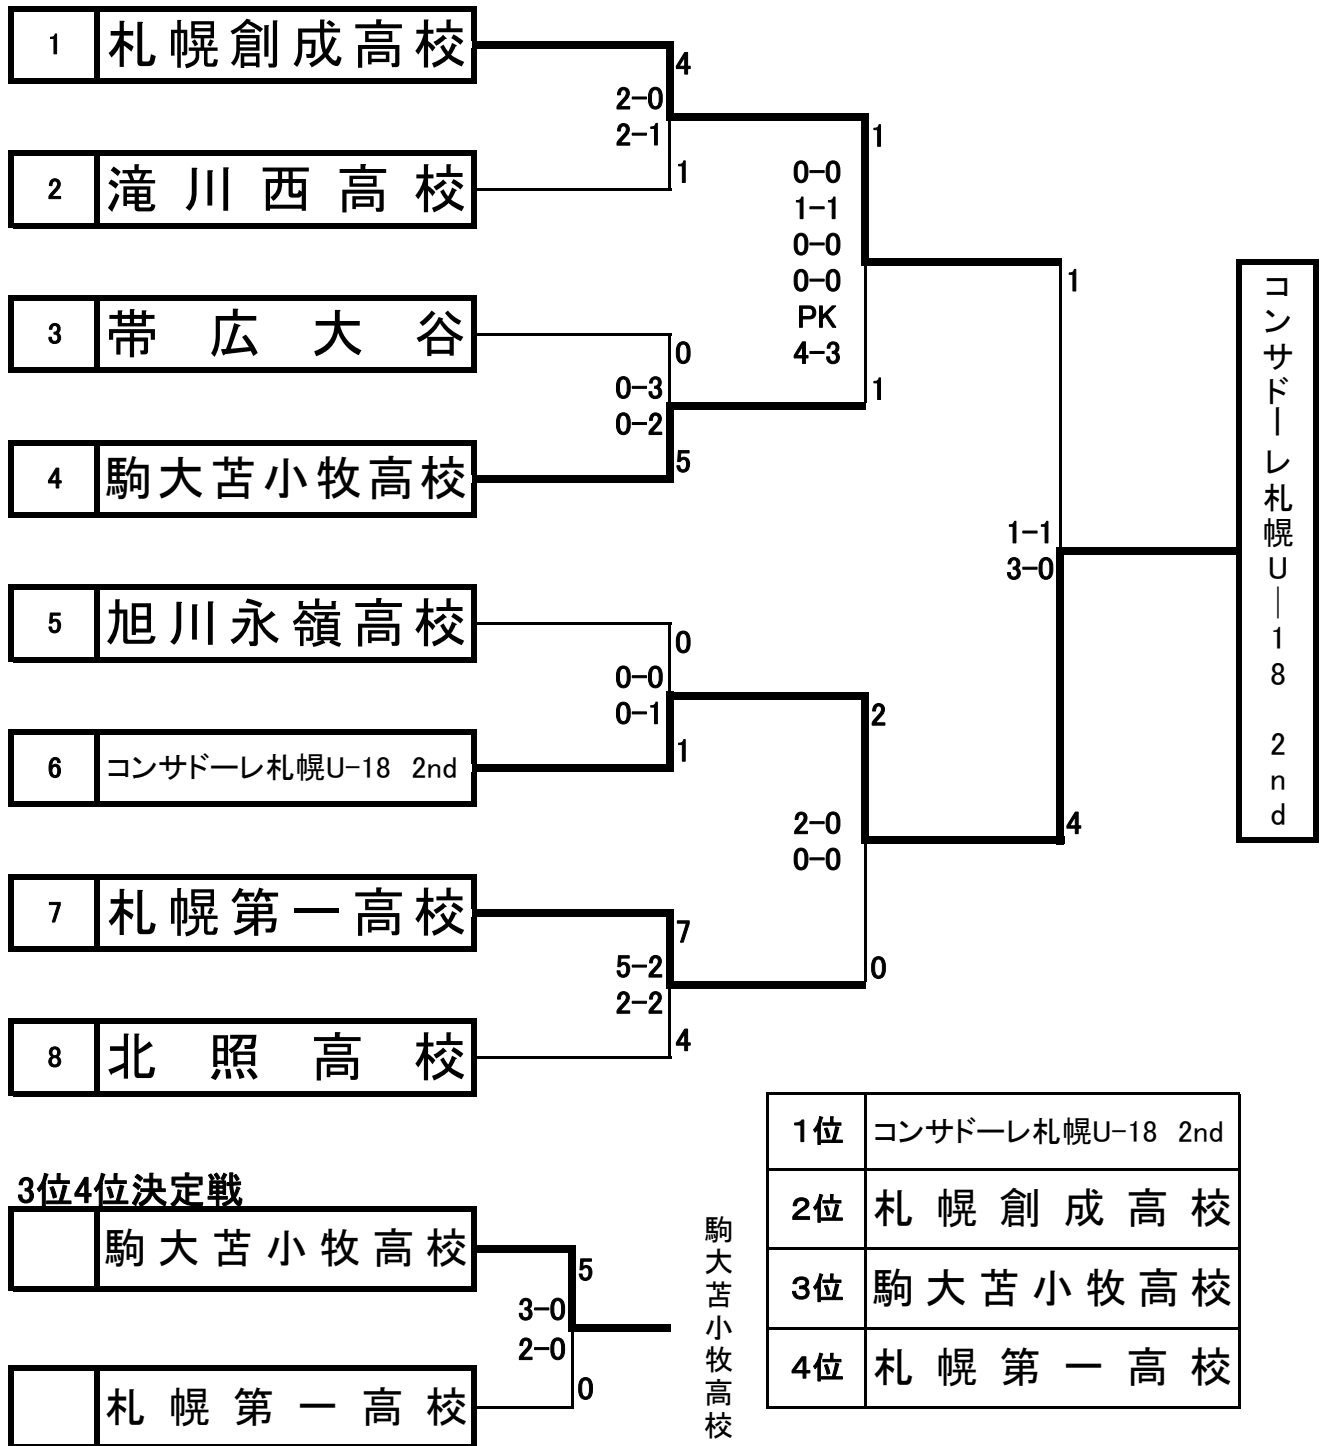 1 札幌創成高校
4
2-0
2-1
1
2 滝川西高校
3 帯広大谷
0
0-3
0-2
5
4 駒大苫小牧高校
1
0-0
1-1
0-0
0-0
PK
4-3
1
5 旭川永嶺高校
0
0-0
0-1
1
6 コンサドーレ札幌U-18 2nd
7 札幌第一高校
7
5-2
2-2
4
8 北照高校
2
2-0
0-0
0
1
1-1
3-0
4
コンサドーレ札幌U―18 2nd
3位4位決定戦
駒大苫小牧高校
5
3-0
2-0
0
札幌第一高校
駒大苫小牧高校
1位 コンサドーレ札幌U-18 2nd
2位 札幌創成高校
3位 駒大苫小牧高校
4位 札幌第一高校